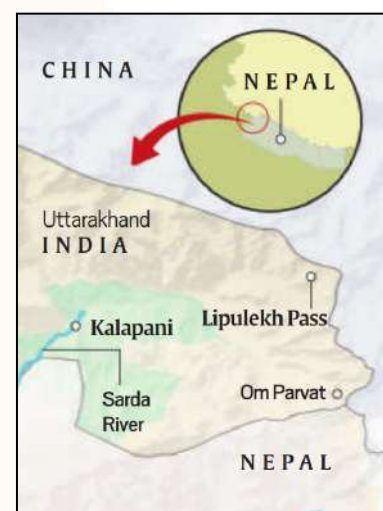 CHINA
NEPAL
Uttarakhand
INDIA
Kalapani
Lipulekh Pass
Sarda
River
Om Parvat
NEPAL